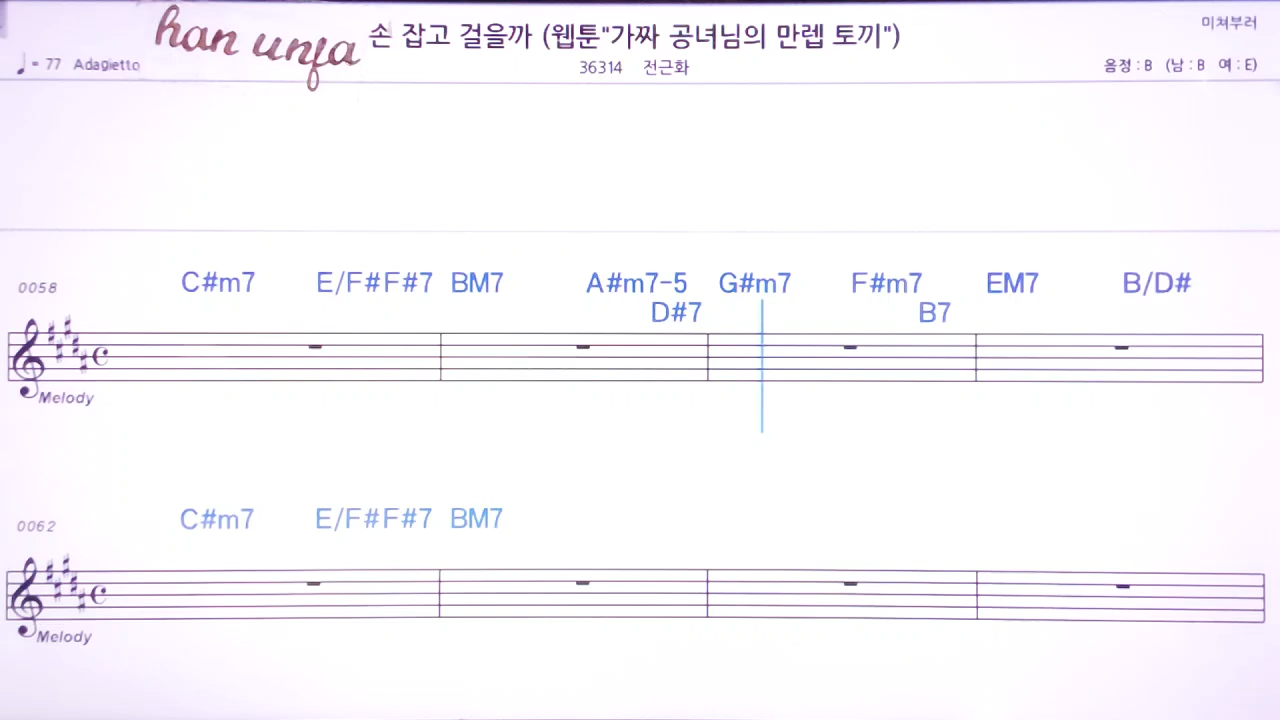 han unfa 손 잡고 걸을까 (웹툰"가짜 공녀님의 만렙 토끼")
미쳐부러
♩= 77 Adagietto 36314 전근화 음정 : B (남 : B 여 : E)
0058 C#m7 E/F# F#7 BM7 A#m7-5 G#m7 F#m7 EM7 B/D#
D#7 B7
Melody
0062 C#m7 E/F# F#7 BM7
Melody